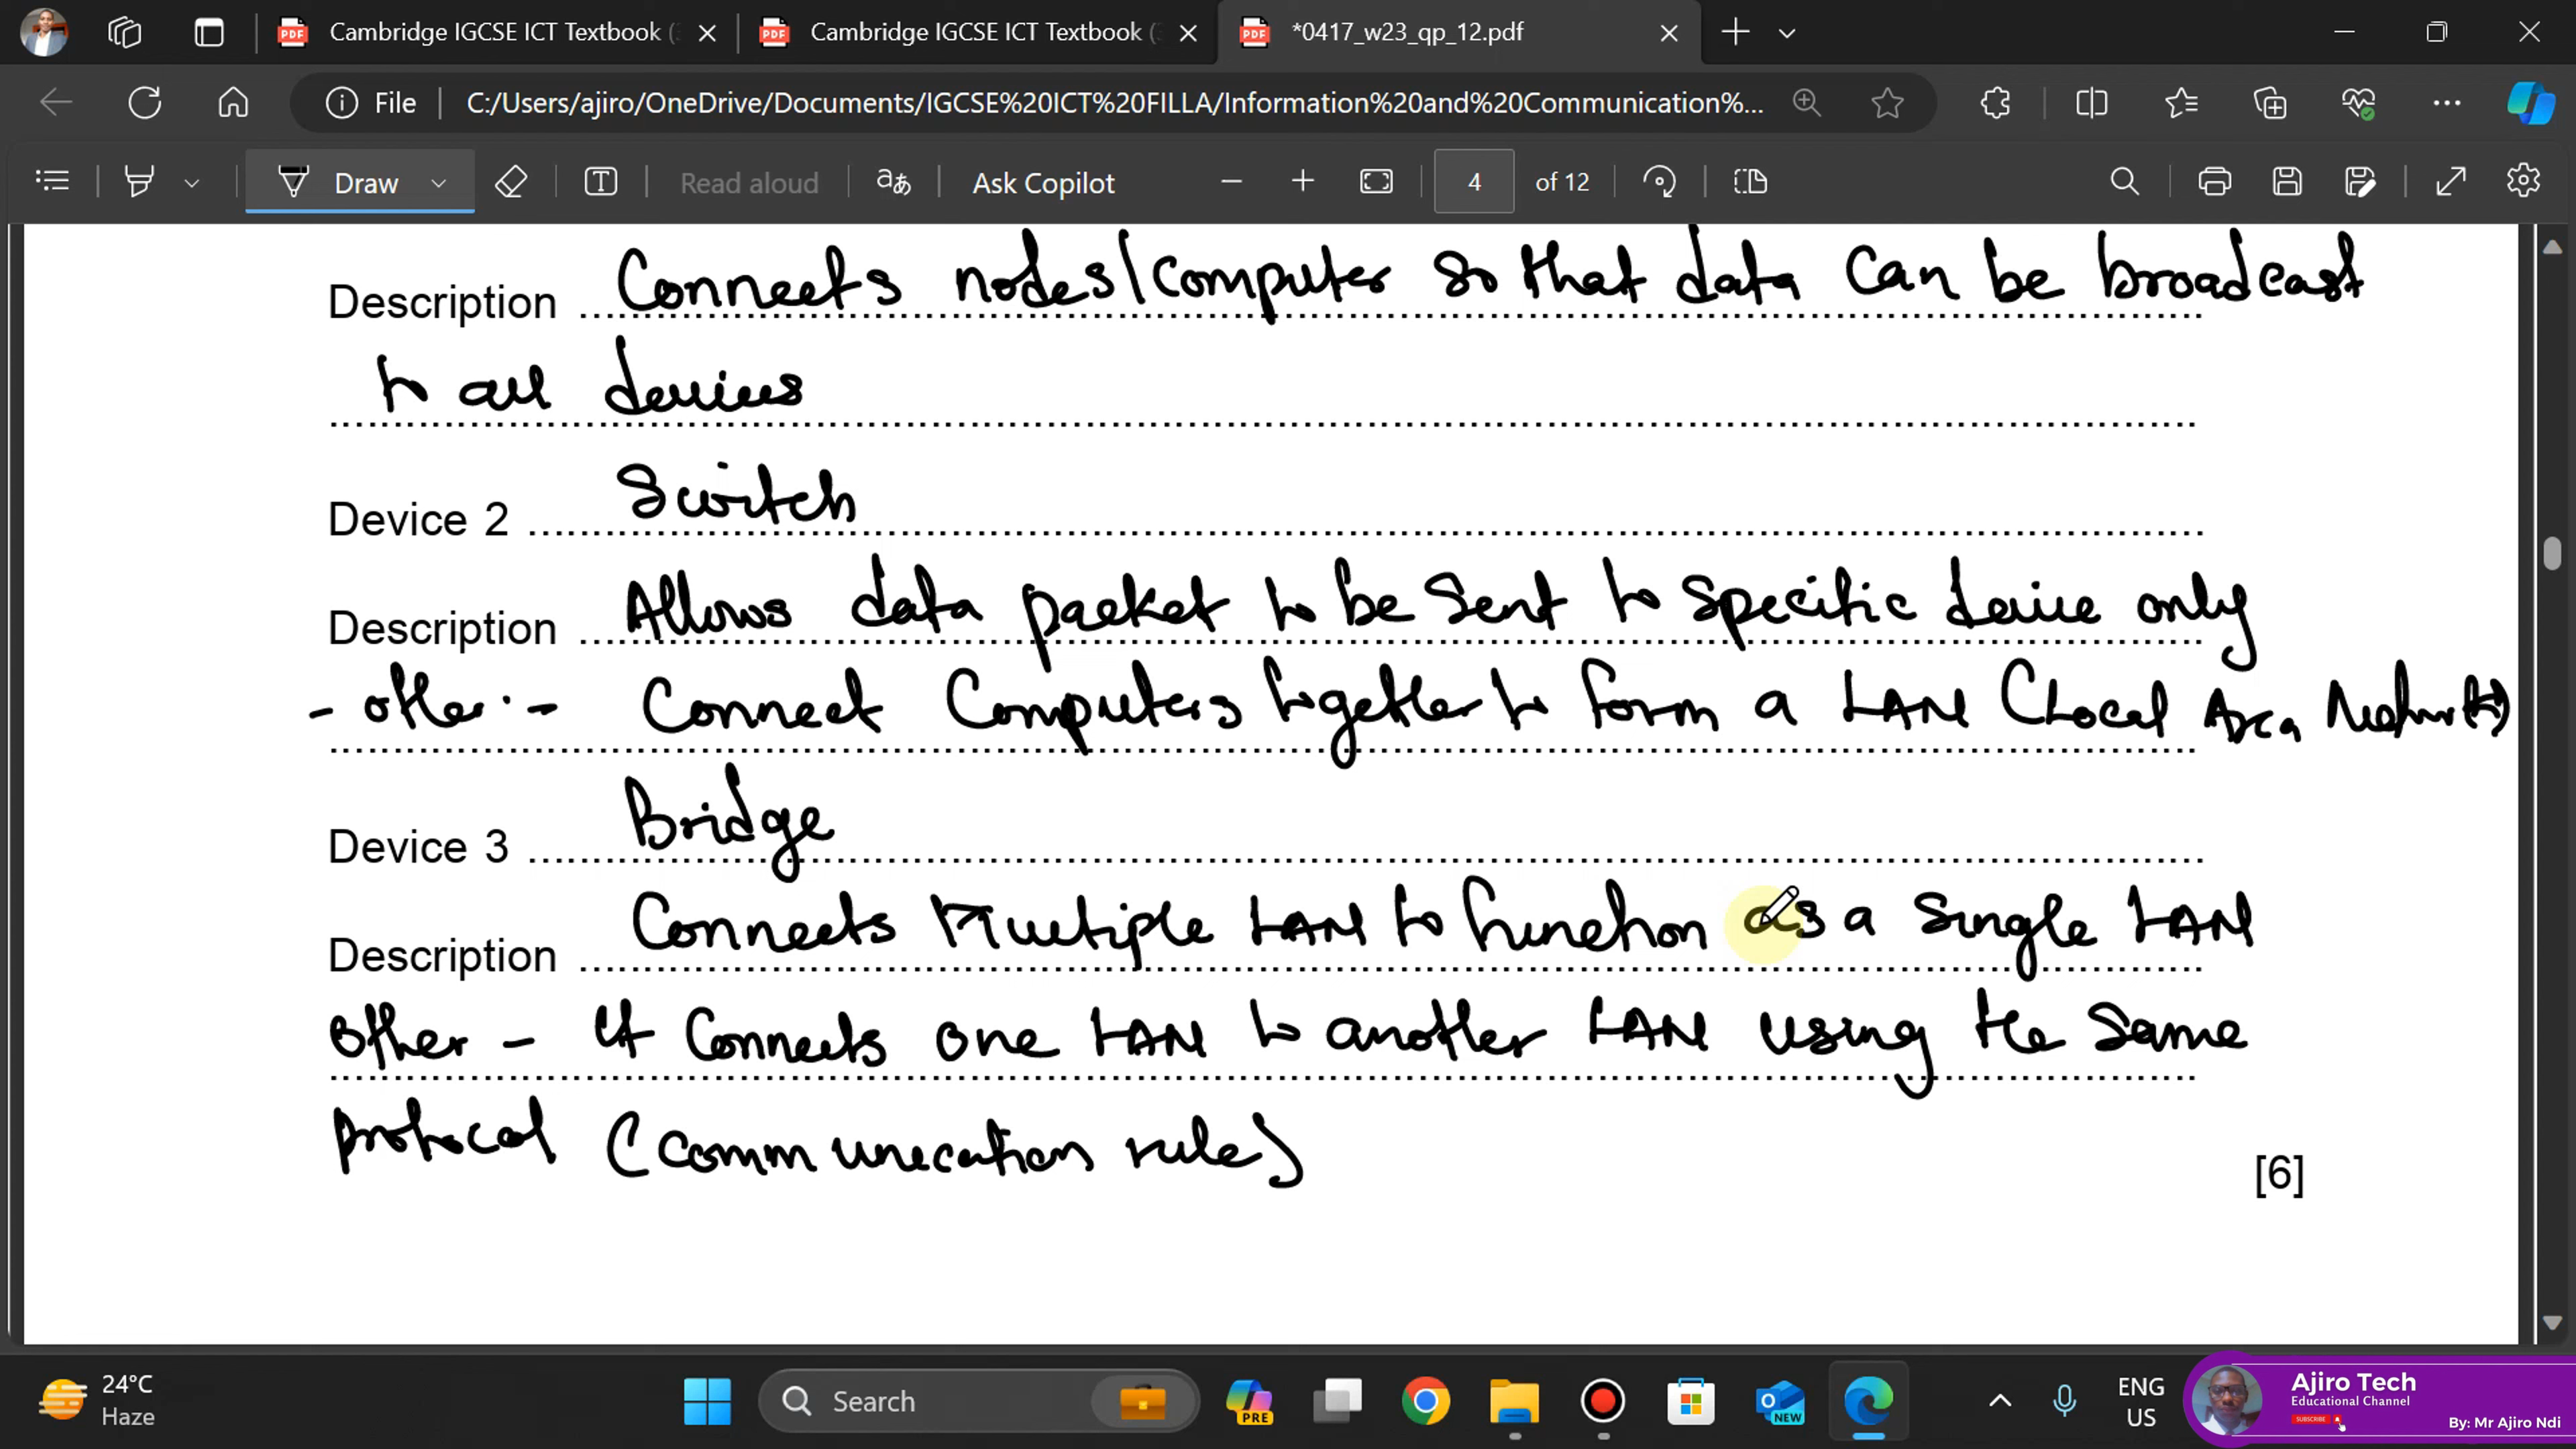 Cambridge IGCSE ICT Textbook (
Cambridge IGCSE ICT Textbook (
*0417_w23_qp_12.pdf
File
C:/Users/ajiro/OneDrive/Documents/IGCSE%20ICT%20FILLA/Information%20and%20Communication%...
Draw
Read aloud
Ask Copilot
4
of 12
Description Connects nodes/computer so that data can be broadcast
to all devices
Device 2 Switch
Description Allows data packet to be sent to specific device only
- other - Connect Computers together to form a LAN (Local Area Network)
Device 3 Bridge
Description Connects Multiple LAN to function as a single LAN
Other - It connects one LAN to another LAN using the same
protocol (communication rule)
[6]
24°C
Haze
Search
PRE
NEW
ENG
US
Ajiro Tech
Educational Channel
SUBSCRIBE
By: Mr Ajiro Ndi